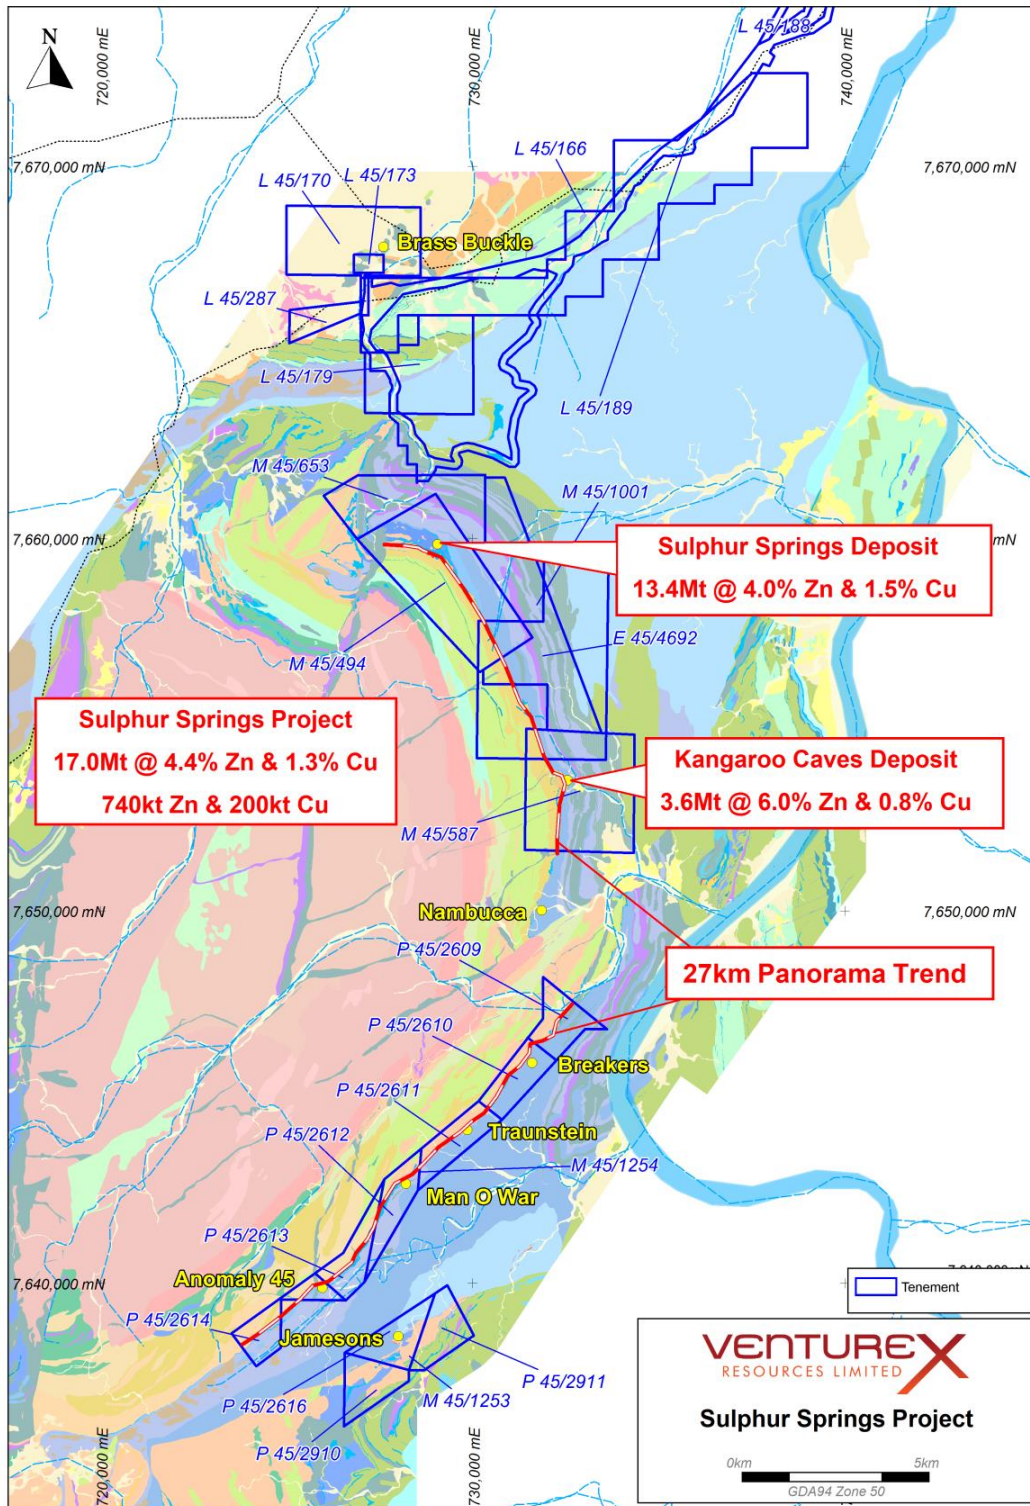 N
720,000 mE
730,000 mE
740,000 mE
L 45/188
7,670,000 mN
7,670,000 mN
L 45/166
L 45/170
L 45/173
Brass Buckle
L 45/287
L 45/179
L 45/189
M 45/653
M 45/1001
7,660,000 mN
Sulphur Springs Deposit
13.4Mt @ 4.0% Zn & 1.5% Cu
E 45/4692
M 45/494
Sulphur Springs Project
17.0Mt @ 4.4% Zn & 1.3% Cu
740kt Zn & 200kt Cu
Kangaroo Caves Deposit
3.6Mt @ 6.0% Zn & 0.8% Cu
M 45/587
7,650,000 mN
Nambucca
7,650,000 mN
P 45/2609
27km Panorama Trend
P 45/2610
Breakers
P 45/2611
Traunstein
P 45/2612
M 45/1254
Man O War
P 45/2613
Anomaly 45
7,640,000 mN
P 45/2614
Jamesons
Tenement
P 45/2911
M 45/1253
P 45/2616
P 45/2910
VENTUREX
RESOURCES LIMITED
Sulphur Springs Project
0km 5km
GDA94 Zone 50
720,000 mE
730,000 mE